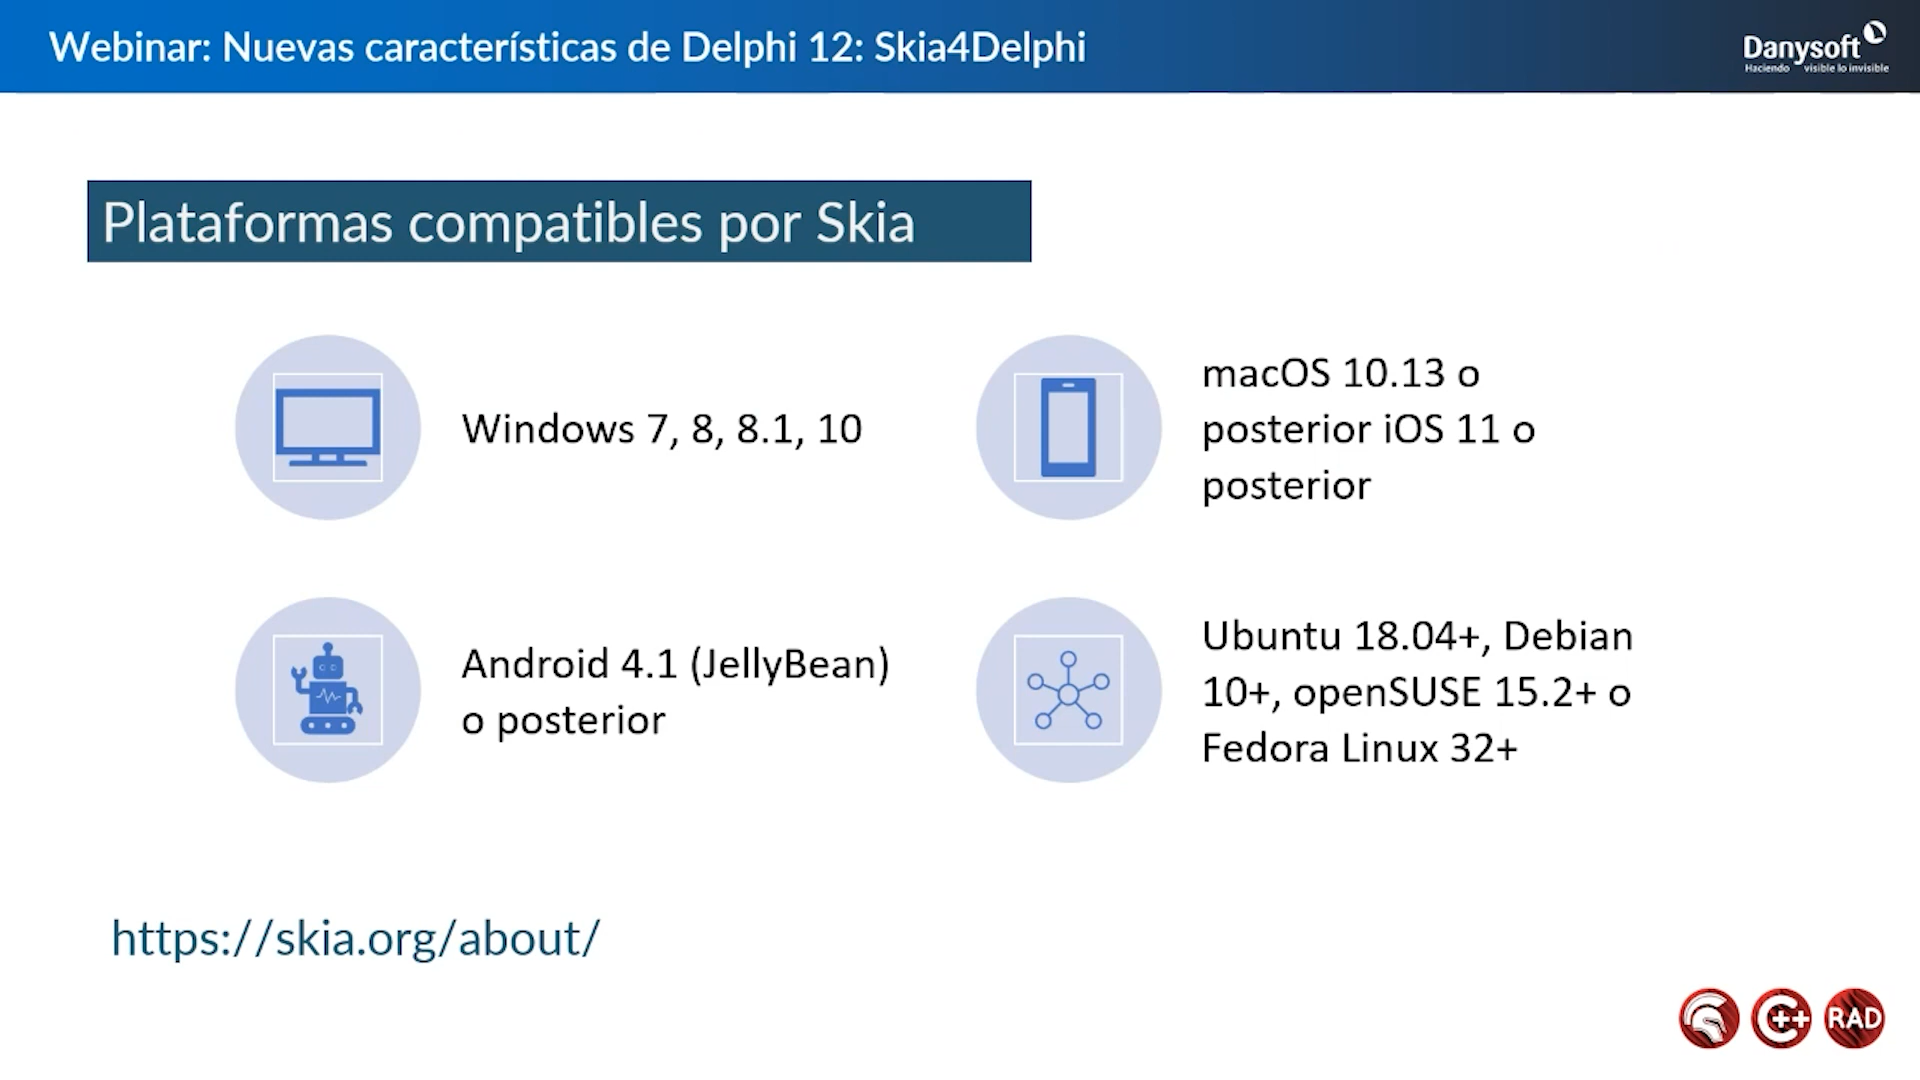 Webinar: Nuevas características de Delphi 12: Skia4Delphi
Danysoft
Haciendo visible lo invisible
Plataformas compatibles por Skia
Windows 7, 8, 8.1, 10
macOS 10.13 o
posterior iOS 11 o
posterior
Android 4.1 (JellyBean)
o posterior
Ubuntu 18.04+, Debian
10+, openSUSE 15.2+ o
Fedora Linux 32+
https://skia.org/about/
C++
RAD